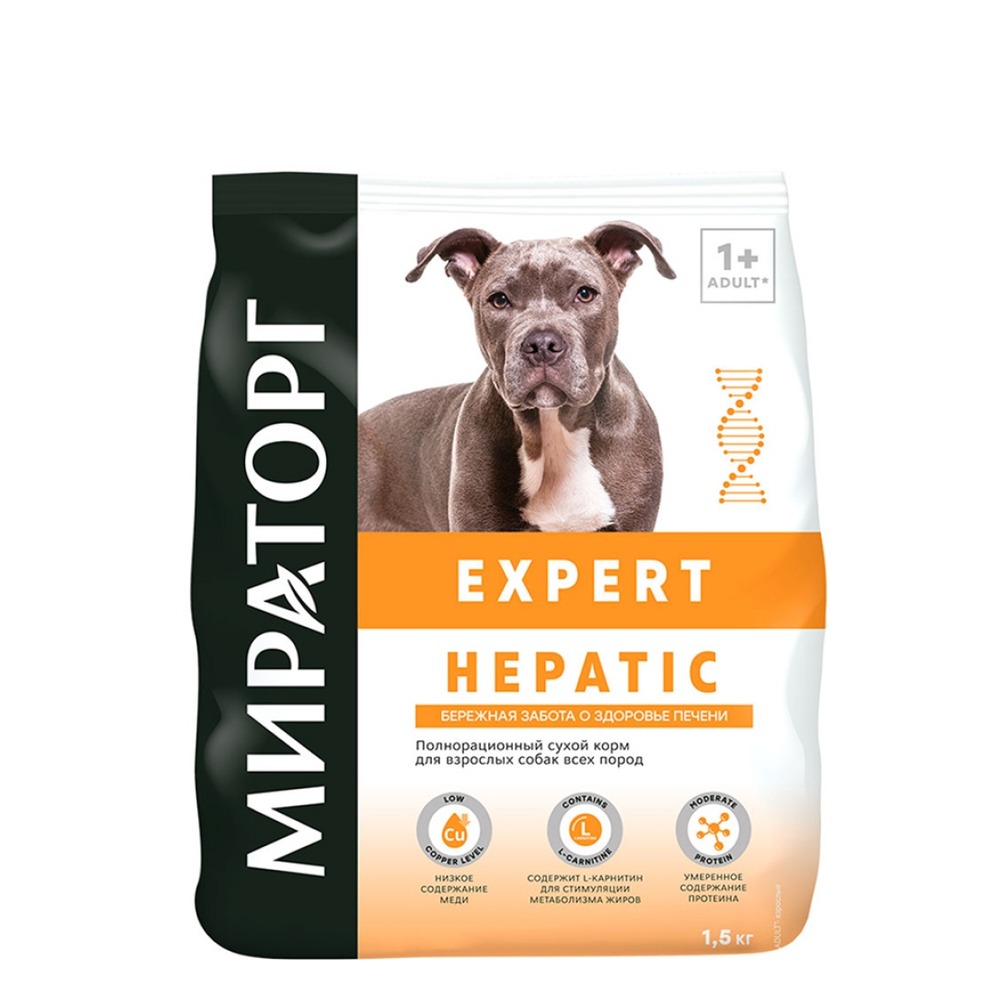 МИРАТОРГ
1+
ADULT*
EXPERT
HEPATIC
БЕРЕЖНАЯ ЗАБОТА О ЗДОРОВЬЕ ПЕЧЕНИ
Полнорационный сухой корм
для взрослых собак всех пород
LOW
Cu
COPPER LEVEL
НИЗКОЕ
СОДЕРЖАНИЕ
МЕДИ
CONTAINS
L
L-CARNITINE
СОДЕРЖИТ L-КАРНИТИН
ДЛЯ СТИМУЛЯЦИИ
МЕТАБОЛИЗМА ЖИРОВ
MODERATE
PROTEIN
УМЕРЕННОЕ
СОДЕРЖАНИЕ
ПРОТЕИНА
1,5 кг
ADULT*-взрослые